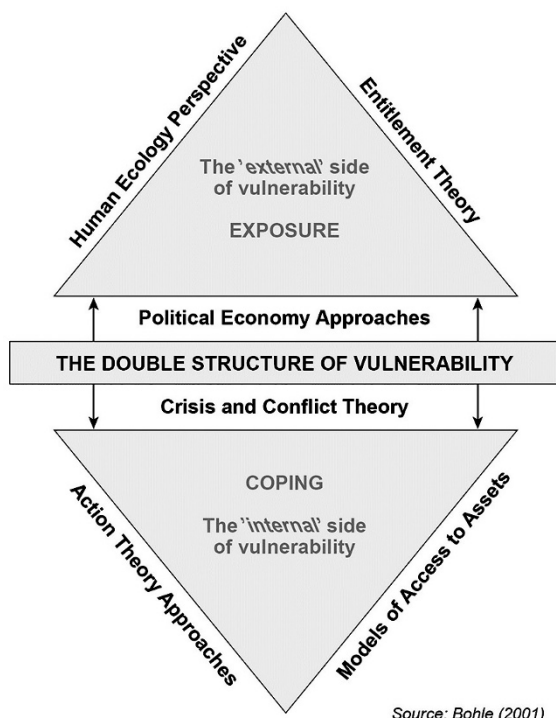 Human Ecology Perspective
Entitlement Theory
The 'external' side
of vulnerability
EXPOSURE
Political Economy Approaches
THE DOUBLE STRUCTURE OF VULNERABILITY
Crisis and Conflict Theory
COPING
The 'internal' side
of vulnerability
Action Theory Approaches
Models of Access to Assets
Source: Bohle (2001)